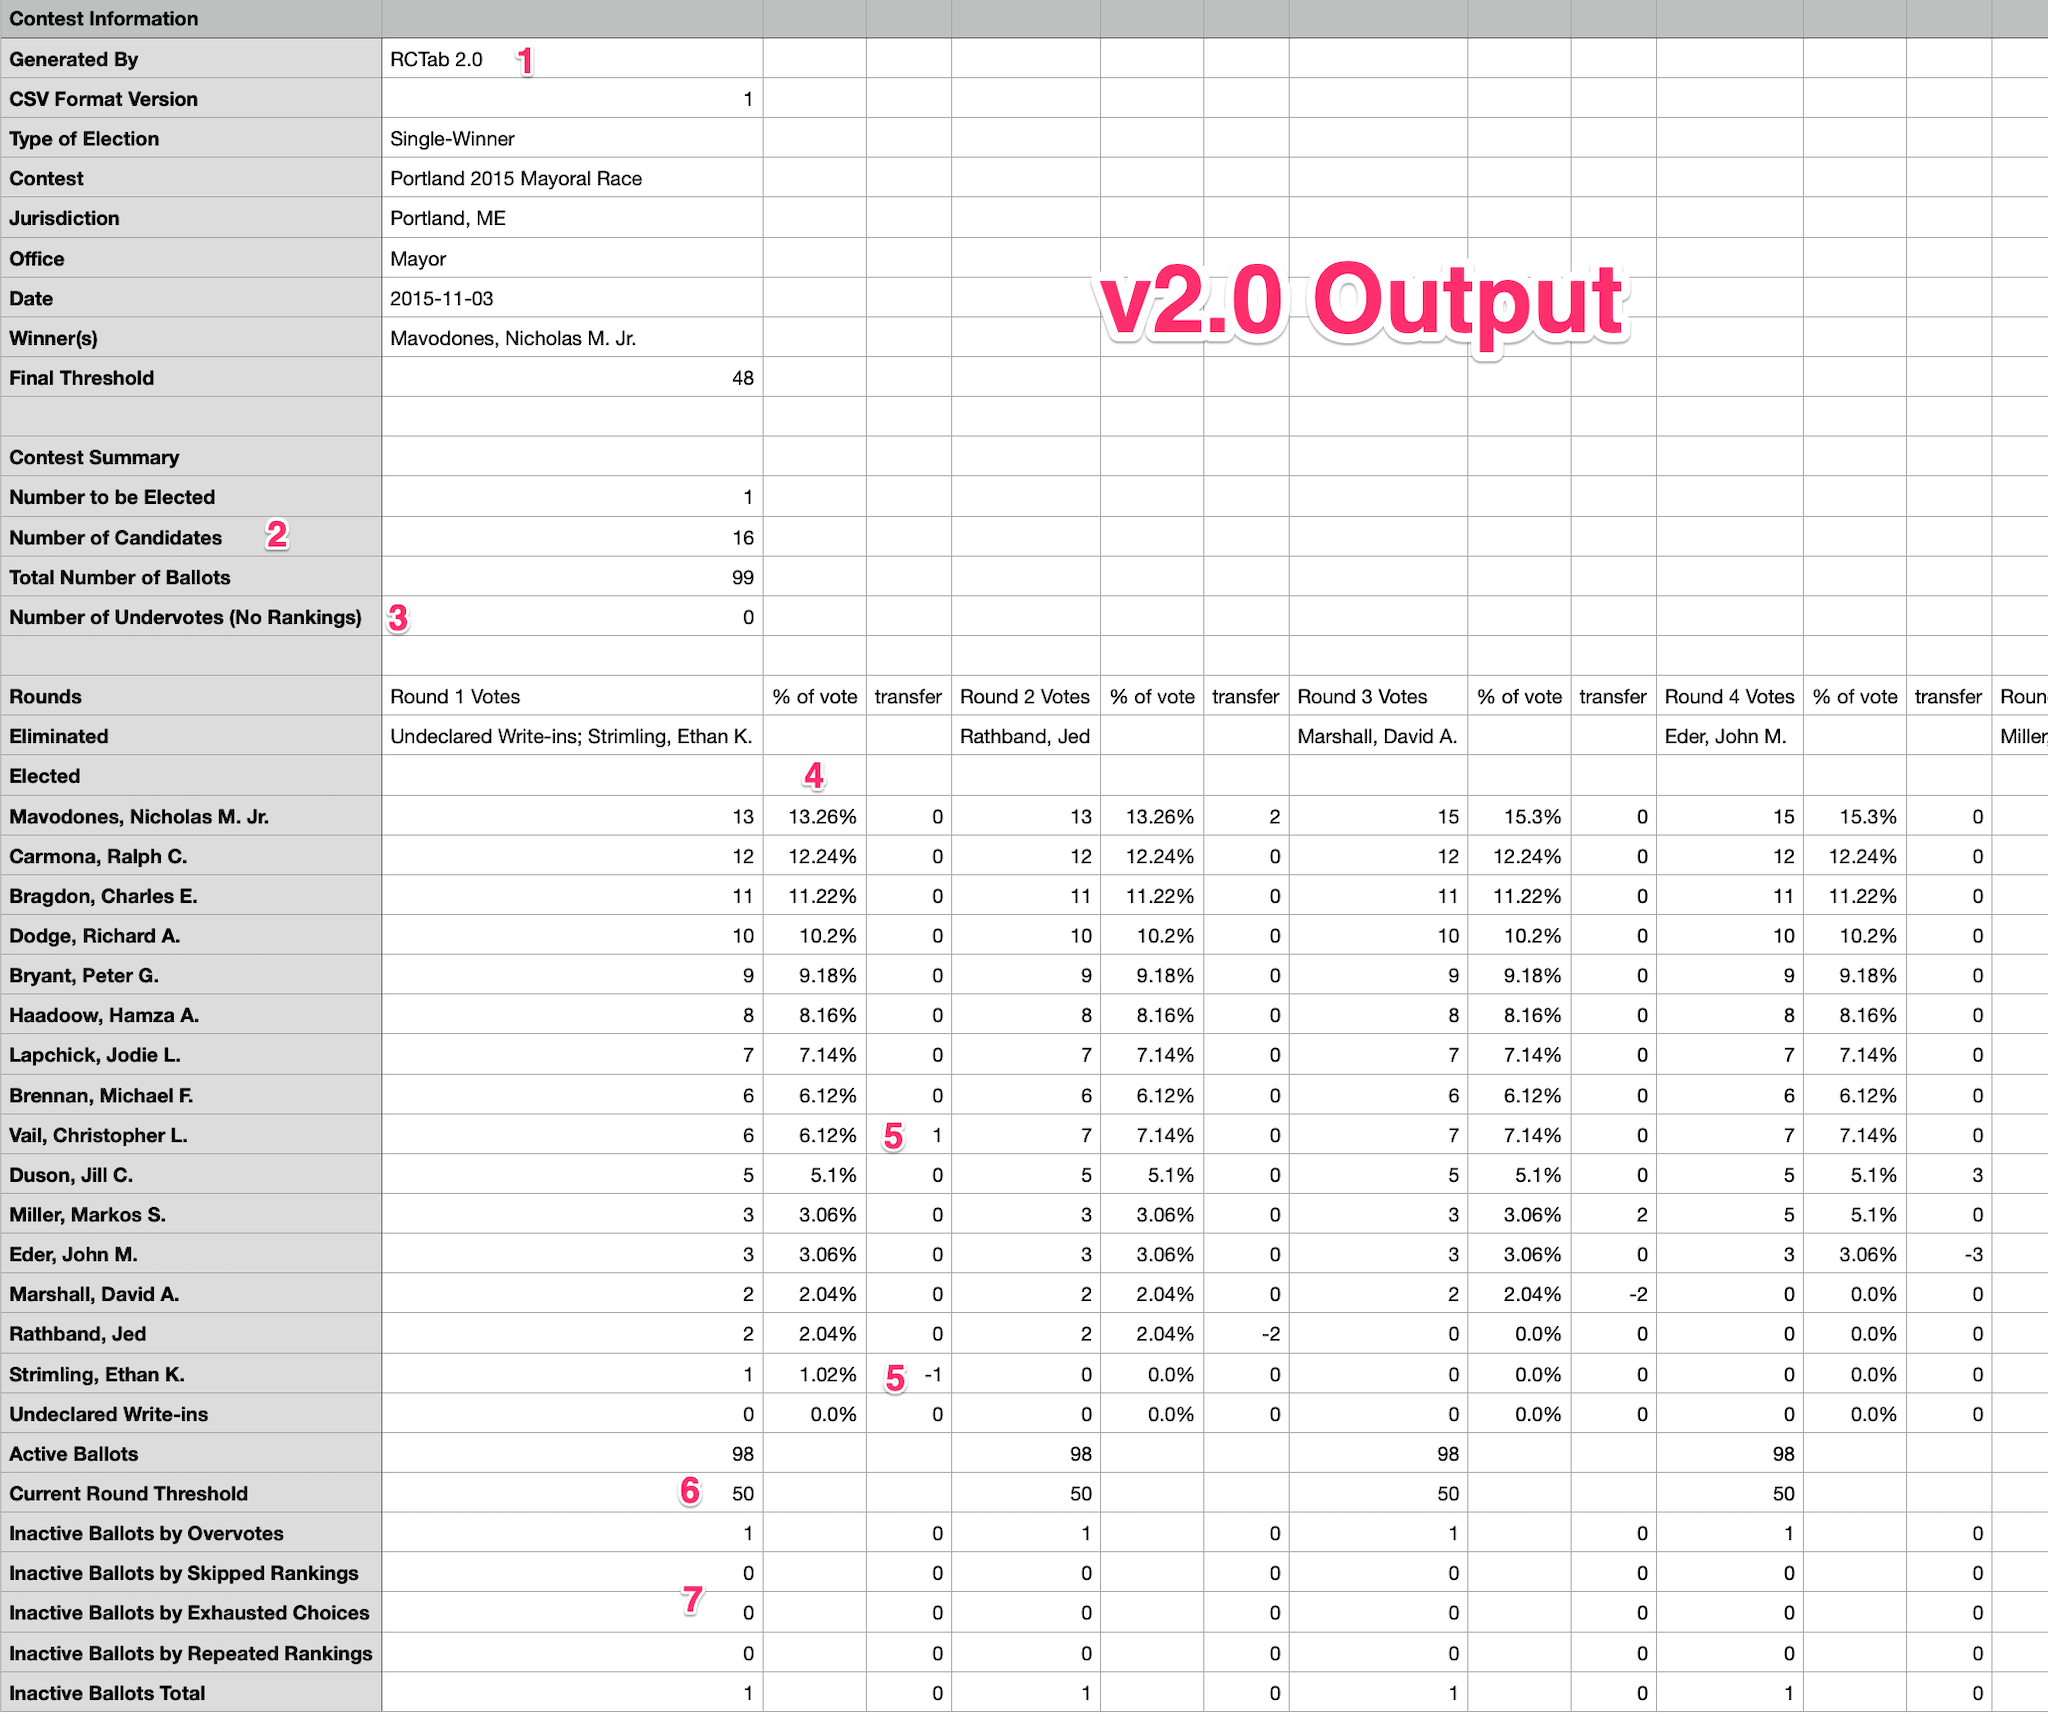 Contest Information
Generated By RCTab 2.0 1
CSV Format Version 1
Type of Election Single-Winner
Contest Portland 2015 Mayoral Race
Jurisdiction Portland, ME
Office Mayor
v2.0 Output
Date 2015-11-03
Winner(s) Mavodones, Nicholas M. Jr.
Final Threshold 48
Contest Summary
Number to be Elected 1
Number of Candidates 2 16
Total Number of Ballots 99
Number of Undervotes (No Rankings) 3 0
Rounds Round 1 Votes % of vote transfer Round 2 Votes % of vote transfer Round 3 Votes % of vote transfer Round 4 Votes % of vote transfer Roun
Eliminated Undeclared Write-ins; Strimling, Ethan K. Rathband, Jed Marshall, David A. Eder, John M. Miller,
Elected 4
Mavodones, Nicholas M. Jr. 13 13.26% 0 13 13.26% 2 15 15.3% 0 15 15.3% 0
Carmona, Ralph C. 12 12.24% 0 12 12.24% 0 12 12.24% 0 12 12.24% 0
Bragdon, Charles E. 11 11.22% 0 11 11.22% 0 11 11.22% 0 11 11.22% 0
Dodge, Richard A. 10 10.2% 0 10 10.2% 0 10 10.2% 0 10 10.2% 0
Bryant, Peter G. 9 9.18% 0 9 9.18% 0 9 9.18% 0 9 9.18% 0
Haadoow, Hamza A. 8 8.16% 0 8 8.16% 0 8 8.16% 0 8 8.16% 0
Lapchick, Jodie L. 7 7.14% 0 7 7.14% 0 7 7.14% 0 7 7.14% 0
Brennan, Michael F. 6 6.12% 0 6 6.12% 0 6 6.12% 0 6 6.12% 0
Vail, Christopher L. 6 6.12% 5 1 7 7.14% 0 7 7.14% 0 7 7.14% 0
Duson, Jill C. 5 5.1% 0 5 5.1% 0 5 5.1% 0 5 5.1% 3
Miller, Markos S. 3 3.06% 0 3 3.06% 0 3 3.06% 2 5 5.1% 0
Eder, John M. 3 3.06% 0 3 3.06% 0 3 3.06% 0 3 3.06% -3
Marshall, David A. 2 2.04% 0 2 2.04% 0 2 2.04% -2 0 0.0% 0
Rathband, Jed 2 2.04% 0 2 2.04% -2 0 0.0% 0 0 0.0% 0
Strimling, Ethan K. 1 1.02% 5 -1 0 0.0% 0 0 0.0% 0 0 0.0% 0
Undeclared Write-ins 0 0.0% 0 0 0.0% 0 0 0.0% 0 0 0.0% 0
Active Ballots 98 98 98 98
Current Round Threshold 6 50 50 50 50
Inactive Ballots by Overvotes 1 0 1 0 1 0 1 0
Inactive Ballots by Skipped Rankings 0 0 0 0 0 0 0 0
Inactive Ballots by Exhausted Choices 7 0 0 0 0 0 0 0 0
Inactive Ballots by Repeated Rankings 0 0 0 0 0 0 0 0
Inactive Ballots Total 1 0 1 0 1 0 1 0